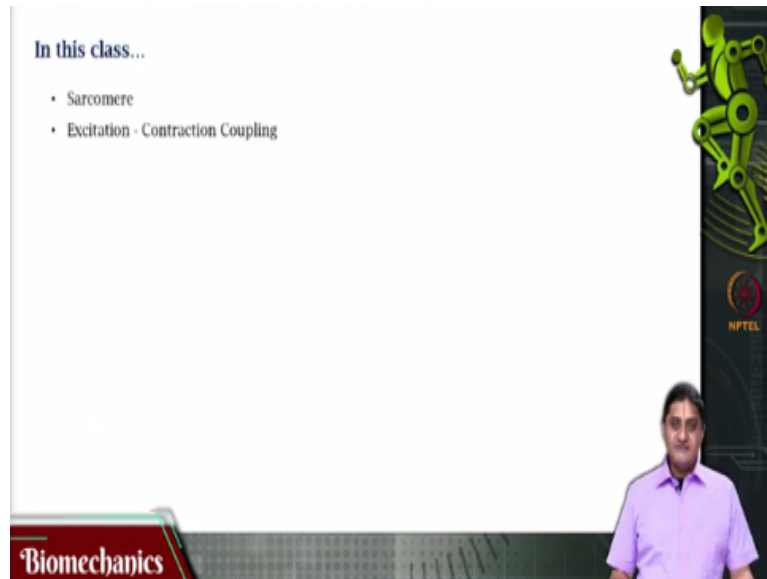 In this class...
• Sarcomere
• Excitation - Contraction Coupling
NPTEL
Biomechanics